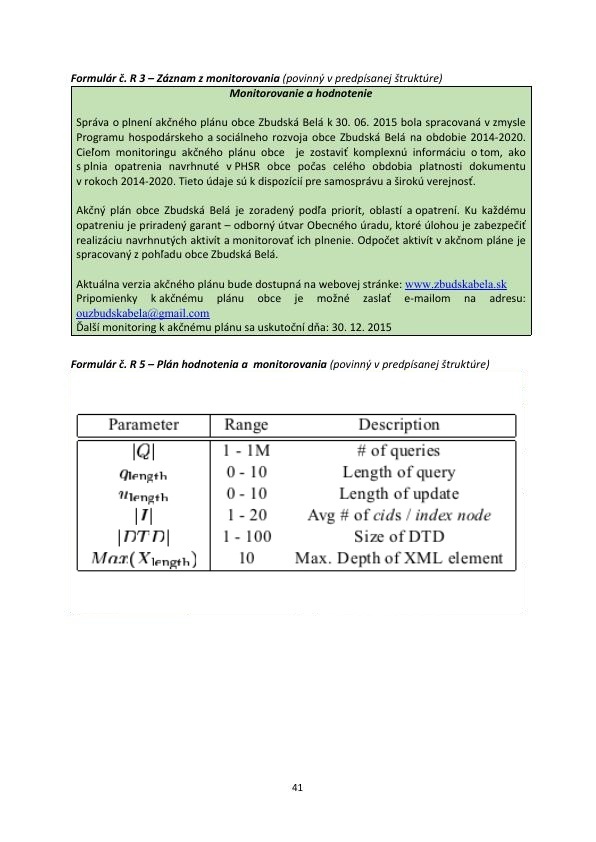 Formulár č. R 3 – Záznam z monitorovania (povinný v predpísanej štruktúre)
Monitorovanie a hodnotenie
Správa o plnení akčného plánu obce Zbudská Belá k 30. 06. 2015 bola spracovaná v zmysle
Programu hospodárskeho a sociálneho rozvoja obce Zbudská Belá na obdobie 2014-2020.
Cieľom monitoringu akčného plánu obce je zostaviť komplexnú informáciu o tom, ako
s plnia opatrenia navrhnuté v PHSR obce počas celého obdobia platnosti dokumentu
v rokoch 2014-2020. Tieto údaje sú k dispozícií pre samosprávu a širokú verejnosť.
Akčný plán obce Zbudská Belá je zoradený podľa priorít, oblastí a opatrení. Ku každému
opatreniu je priradený garant – odborný útvar Obecného úradu, ktoré úlohou je zabezpečiť
realizáciu navrhnutých aktivít a monitorovať ich plnenie. Odpočet aktivít v akčnom pláne je
spracovaný z pohľadu obce Zbudská Belá.
Aktuálna verzia akčného plánu bude dostupná na webovej stránke: www.zbudskabela.sk
Pripomienky k akčnému plánu obce je možné zaslať e-mailom na adresu:
ouzbudskabela@gmail.com
Ďalší monitoring k akčnému plánu sa uskutoční dňa: 30. 12. 2015
Formulár č. R 5 – Plán hodnotenia a monitorovania (povinný v predpísanej štruktúre)
Parameter Range Description
|Q| 1 - 1M # of queries
qlength 0 - 10 Length of query
ulength 0 - 10 Length of update
|I| 1 - 20 Avg # of cids / index node
|DTD| 1 - 100 Size of DTD
Max(Xlength) 10 Max. Depth of XML element
41